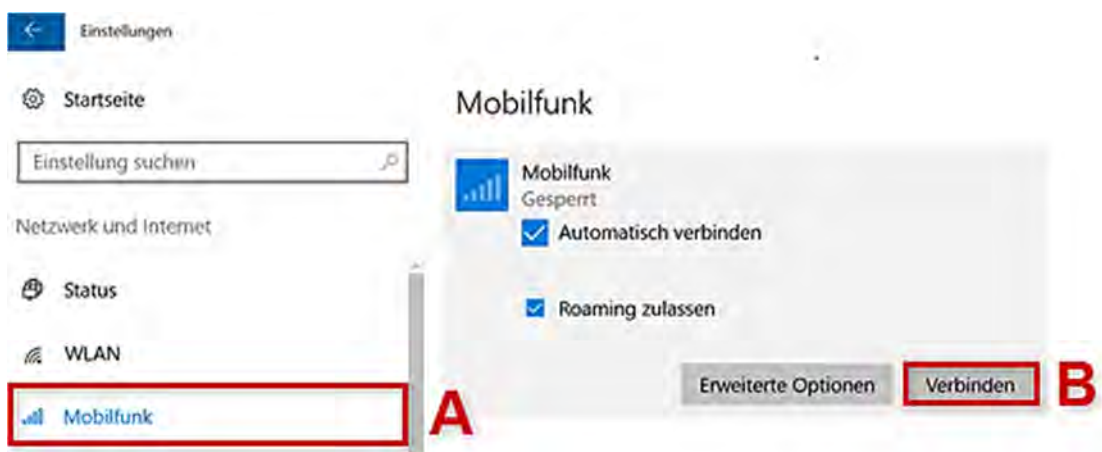 Einstellungen
Startseite
Einstellung suchen
Netzwerk und Internet
Status
WLAN
Mobilfunk
A
Mobilfunk
Mobilfunk
Gesperrt
Automatisch verbinden
Roaming zulassen
Erweiterte Optionen
Verbinden
B